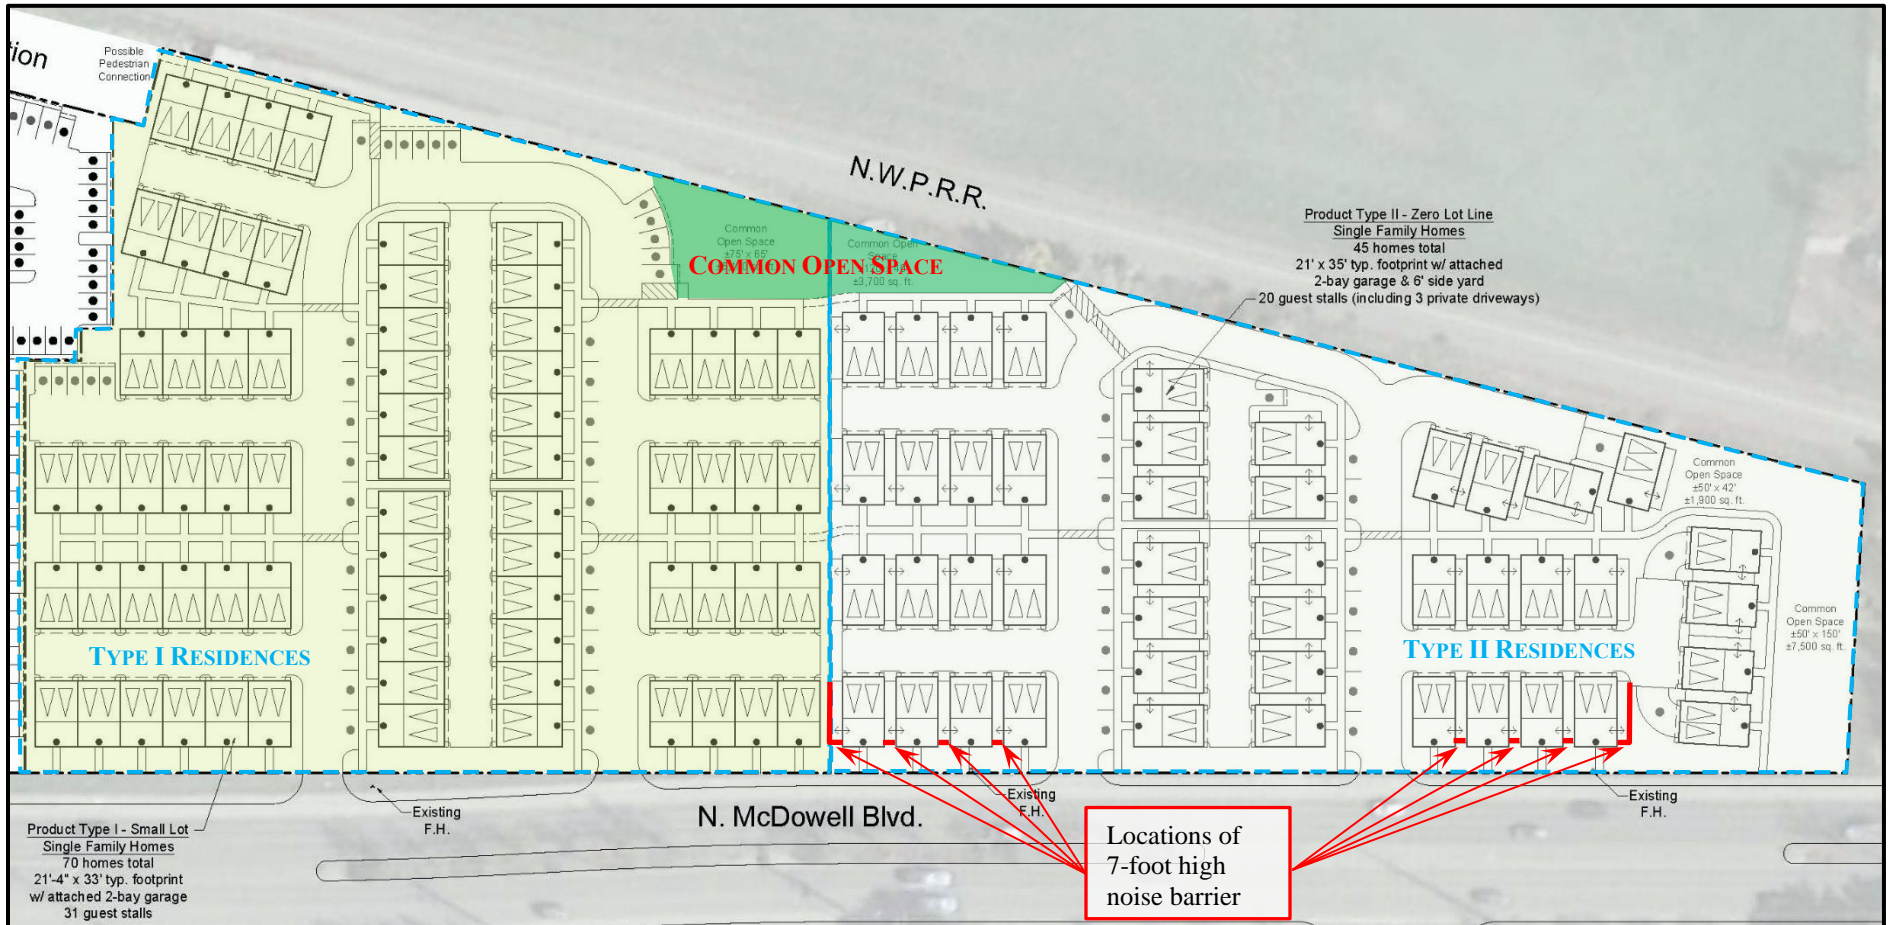 tion
Possible
Pedestrian
Connection
N.W.P.R.R.
Product Type II - Zero Lot Line
Single Family Homes
45 homes total
21' x 35' typ. footprint w/ attached
2-bay garage & 6' side yard
20 guest stalls (including 3 private driveways)
Common
Open Space
±75' x 65'
Common Open
Space
±3,700 sq. ft.
COMMON OPEN SPACE
Common
Open Space
±50' x 42'
±1,900 sq. ft.
Common
Open Space
±50' x 150'
±7,500 sq. ft.
TYPE I RESIDENCES
TYPE II RESIDENCES
Existing
F.H.
N. McDowell Blvd.
Existing
F.H.
Existing
F.H.
Product Type I - Small Lot
Single Family Homes
70 homes total
21'-4" x 33' typ. footprint
w/ attached 2-bay garage
31 guest stalls
Locations of
7-foot high
noise barrier